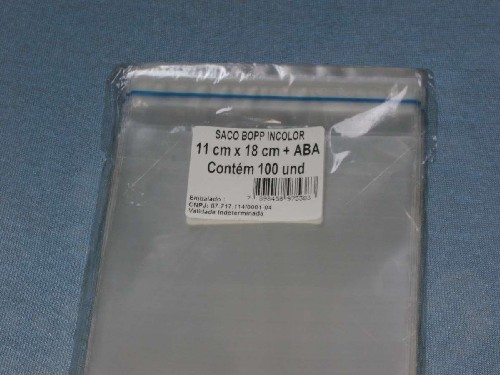 SACO BOPP INCOLOR
11 cm x 18 cm + ABA
Contém 100 und
Embalado :
CNPJ: 07.717.114/0001-04
Validade Indeterminada